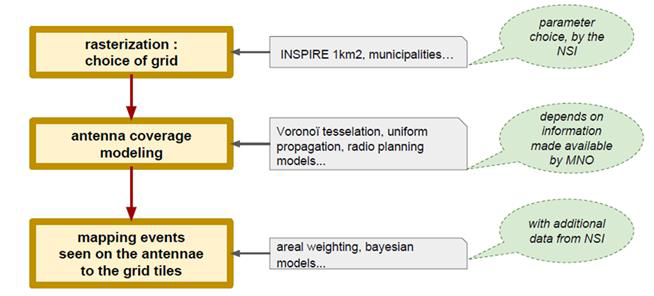 rasterization :
choice of grid
INSPIRE 1km2, municipalities…
parameter
choice, by the
NSI
antenna coverage
modeling
Voronoï tesselation, uniform
propagation, radio planning
models...
depends on
information
made available
by MNO
mapping events
seen on the antennae
to the grid tiles
areal weighting, bayesian
models...
with additional
data from NSI